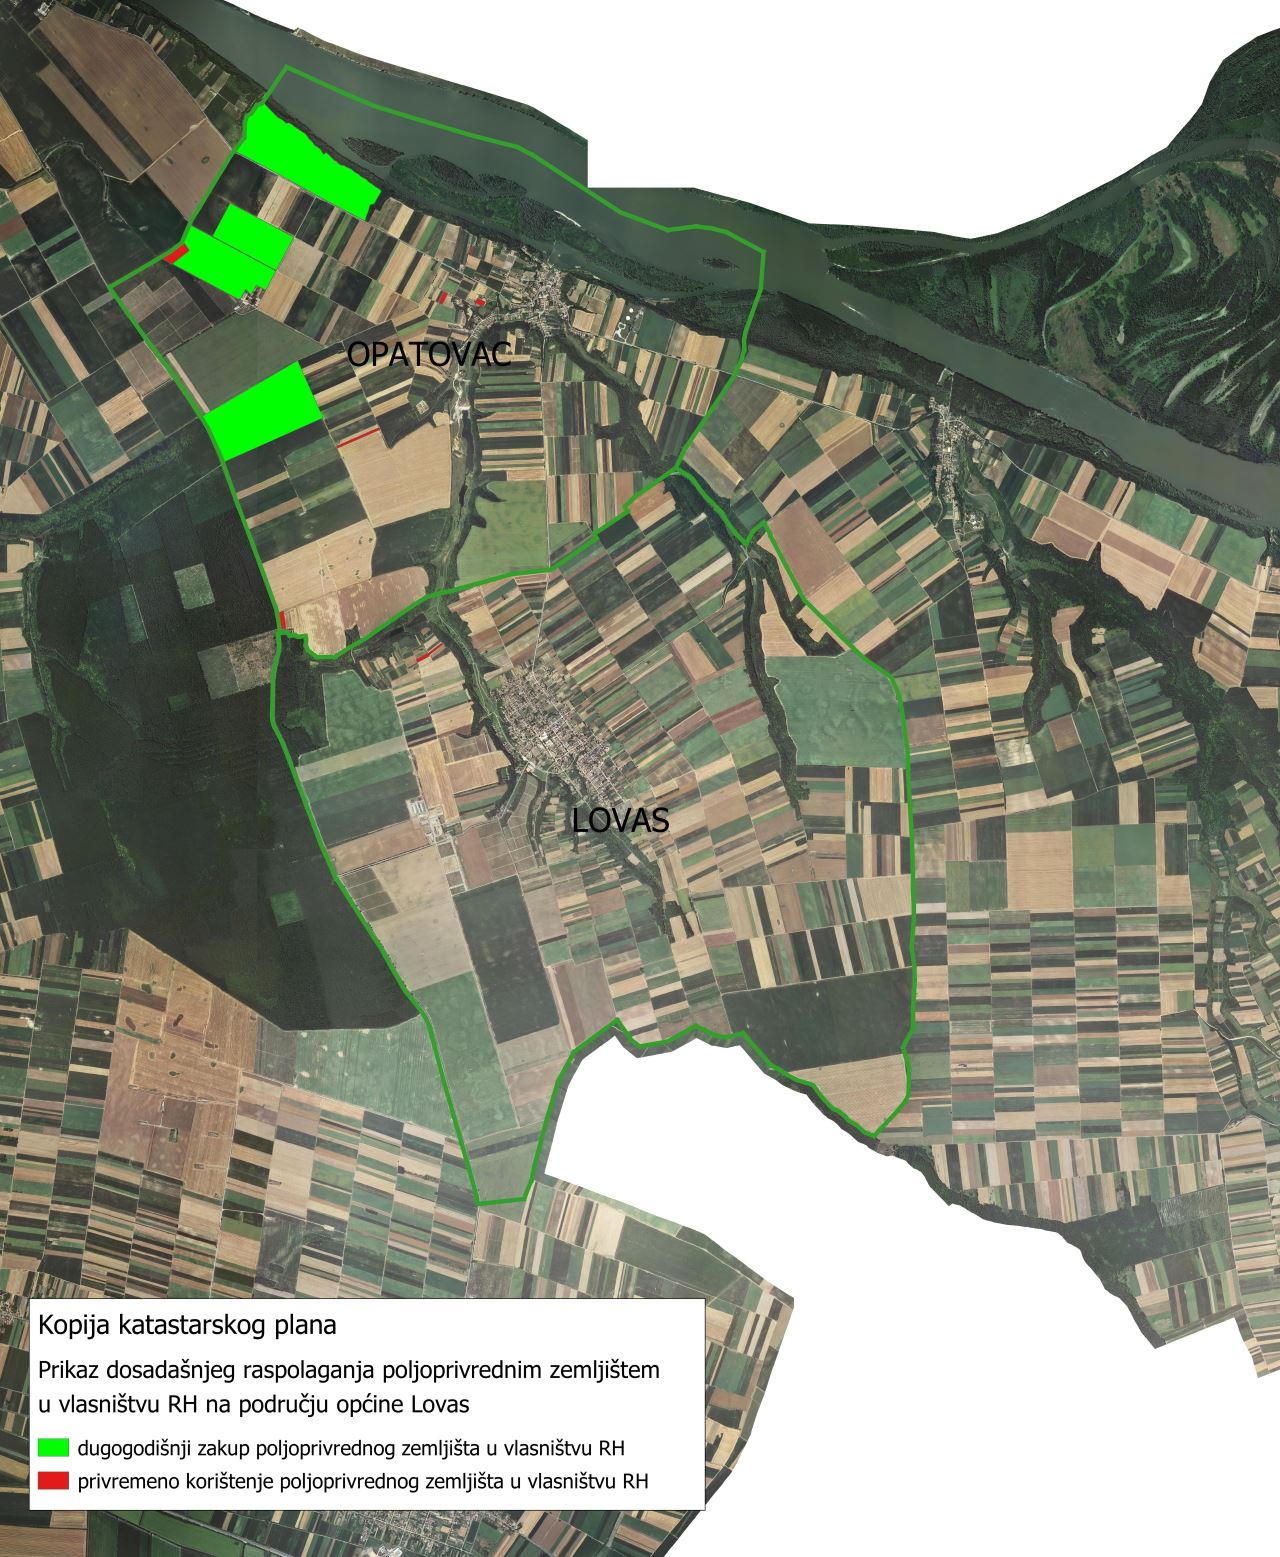 OPATOVAC
LOVAS
Kopija katastarskog plana
Prikaz dosadašnjeg raspolaganja poljoprivrednim zemljištem
u vlasništvu RH na području općine Lovas
dugogodišnji zakup poljoprivrednog zemljišta u vlasništvu RH
privremeno korištenje poljoprivrednog zemljišta u vlasništvu RH